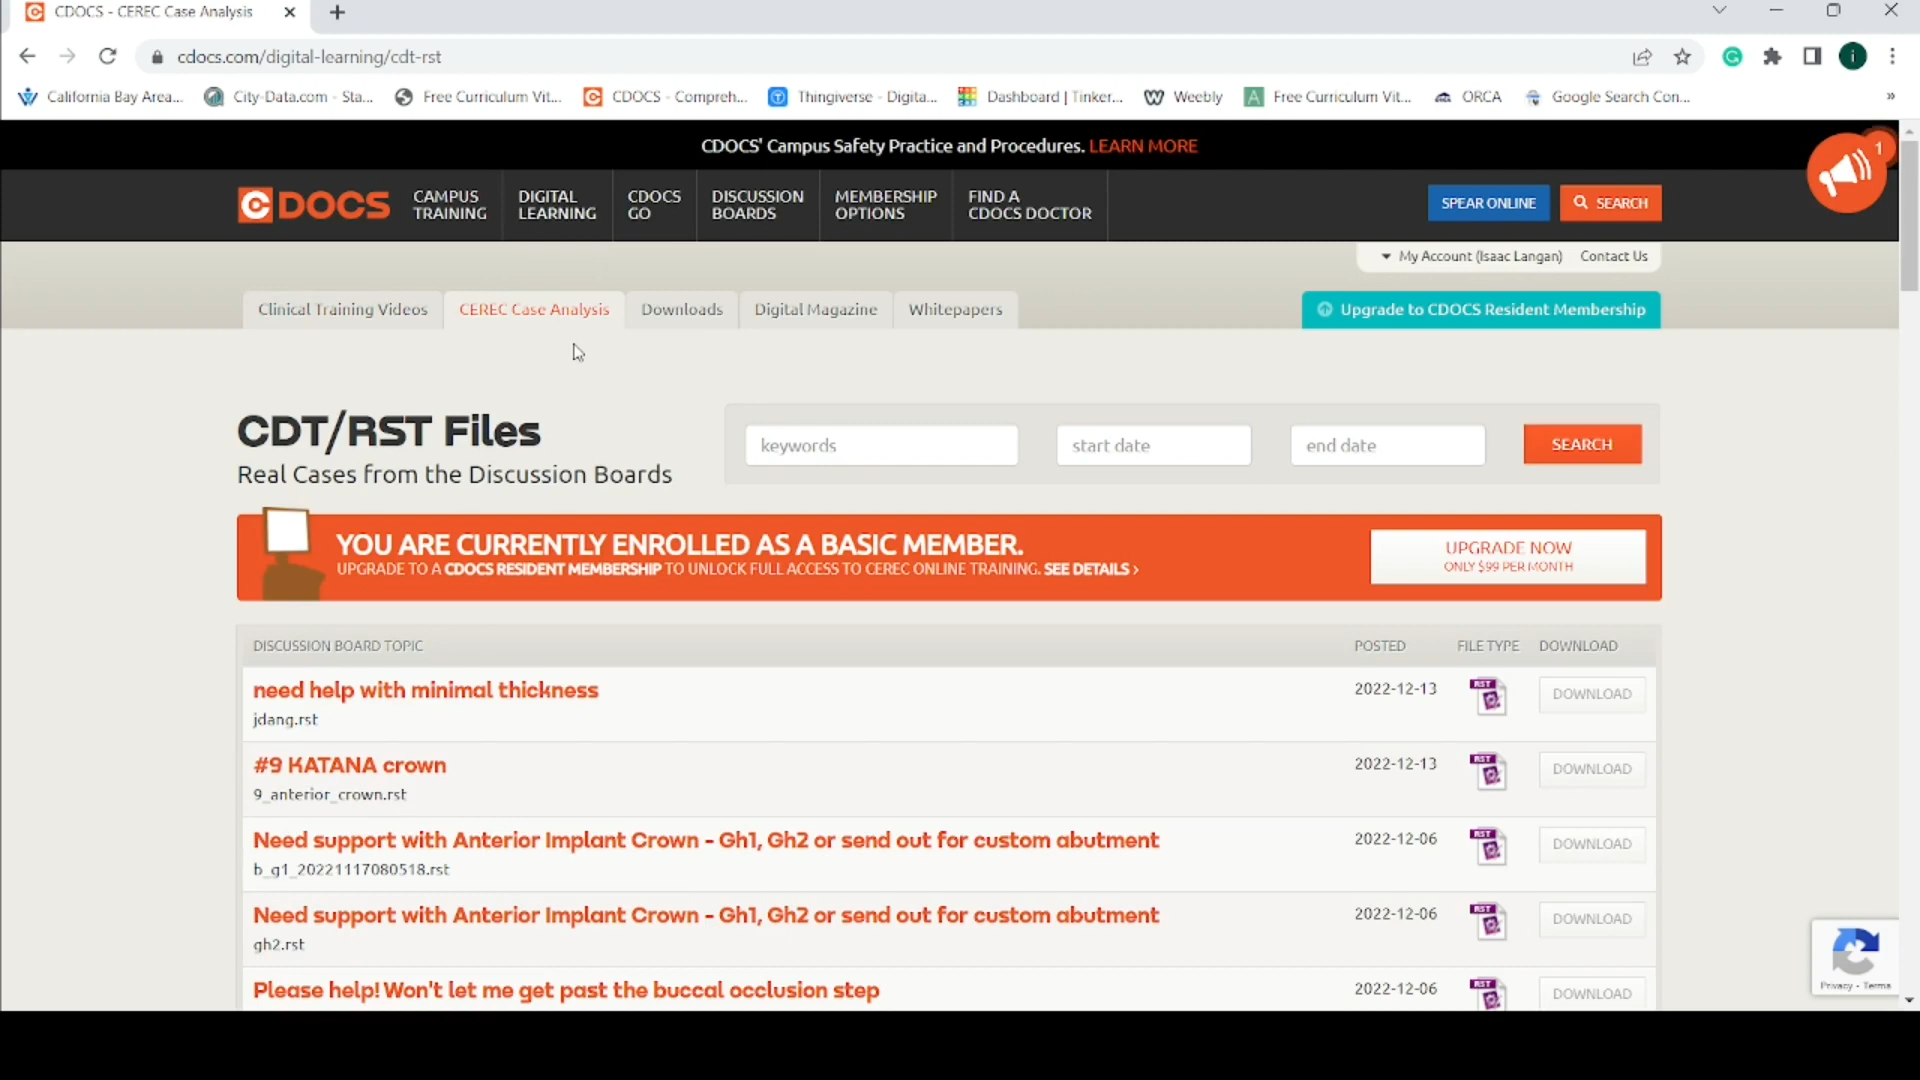 CDOCS - CEREC Case Analysis
cdocs.com/digital-learning/cdt-rst
i
California Bay Area...
City-Data.com - Sta...
Free Curriculum Vit...
CDOCS - Compreh...
Thingiverse - Digita...
Dashboard | Tinker...
Weebly
Free Curriculum Vit...
ORCA
Google Search Con...
»
CDOCS' Campus Safety Practice and Procedures. LEARN MORE
1
CDOCS
CAMPUS
TRAINING
DIGITAL
LEARNING
CDOCS
GO
DISCUSSION
BOARDS
MEMBERSHIP
OPTIONS
FIND A
CDOCS DOCTOR
SPEAR ONLINE
SEARCH
My Account (Isaac Langan)
Contact Us
Clinical Training Videos
CEREC Case Analysis
Downloads
Digital Magazine
Whitepapers
Upgrade to CDOCS Resident Membership
CDT/RST Files
Real Cases from the Discussion Boards
keywords
start date
end date
SEARCH
YOU ARE CURRENTLY ENROLLED AS A BASIC MEMBER.
UPGRADE TO A CDOCS RESIDENT MEMBERSHIP TO UNLOCK FULL ACCESS TO CEREC ONLINE TRAINING. SEE DETAILS ›
UPGRADE NOW
ONLY $99 PER MONTH
DISCUSSION BOARD TOPIC
POSTED
FILE TYPE
DOWNLOAD
need help with minimal thickness
jdang.rst
2022-12-13
RST
DOWNLOAD
#9 KATANA crown
9_anterior_crown.rst
2022-12-13
RST
DOWNLOAD
Need support with Anterior Implant Crown - Gh1, Gh2 or send out for custom abutment
b_g1_20221117080518.rst
2022-12-06
RST
DOWNLOAD
Need support with Anterior Implant Crown - Gh1, Gh2 or send out for custom abutment
gh2.rst
2022-12-06
RST
DOWNLOAD
Please help! Won't let me get past the buccal occlusion step
2022-12-06
RST
DOWNLOAD
Privacy - Terms